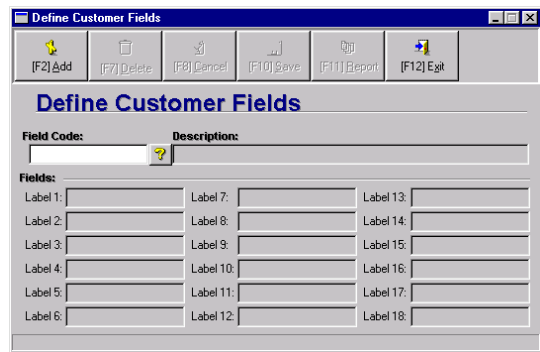 Define Customer Fields
[F2] Add [F7] Delete [F8] Cancel [F10] Save [F11] Report [F12] Exit
Define Customer Fields
Field Code: Description:
Fields:
Label 1: Label 7: Label 13:
Label 2: Label 8: Label 14:
Label 3: Label 9: Label 15:
Label 4: Label 10: Label 16:
Label 5: Label 11: Label 17:
Label 6: Label 12: Label 18: